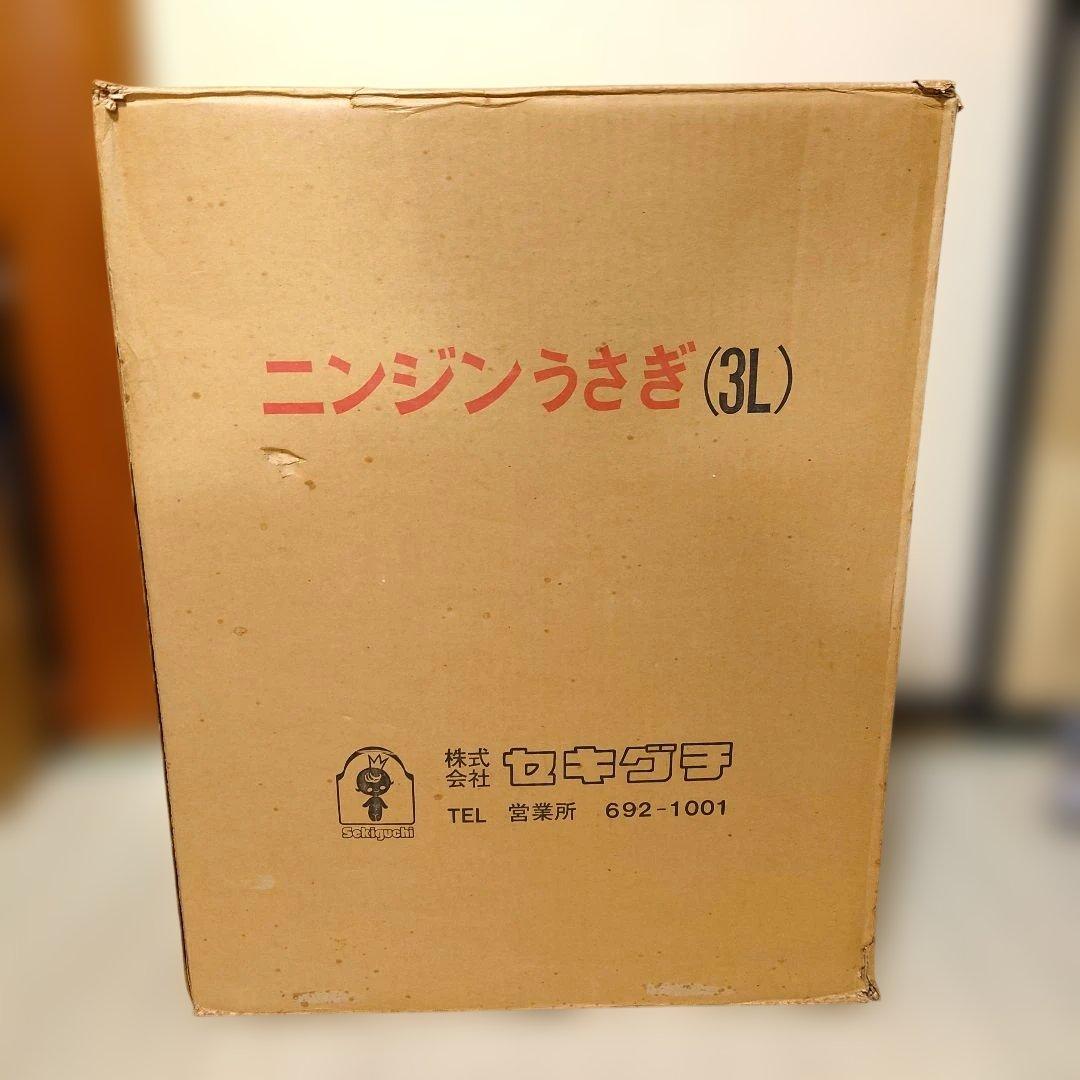 ニンジンうさぎ(3L)
株式会社 セキグチ
TEL 営業所 692-1001
Sekiguchi